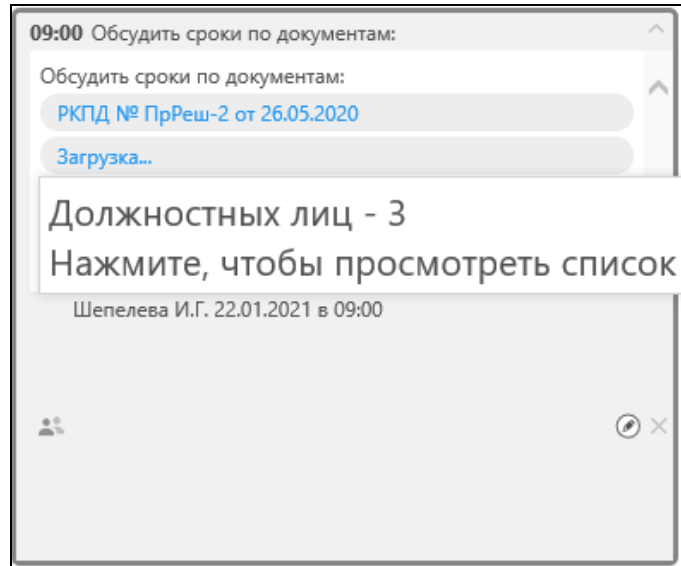 09:00 Обсудить сроки по документам:
Обсудить сроки по документам:
РКПД № ПрРеш-2 от 26.05.2020
Загрузка...
Должностных лиц - 3
Нажмите, чтобы просмотреть список
Шепелева И.Г. 22.01.2021 в 09:00